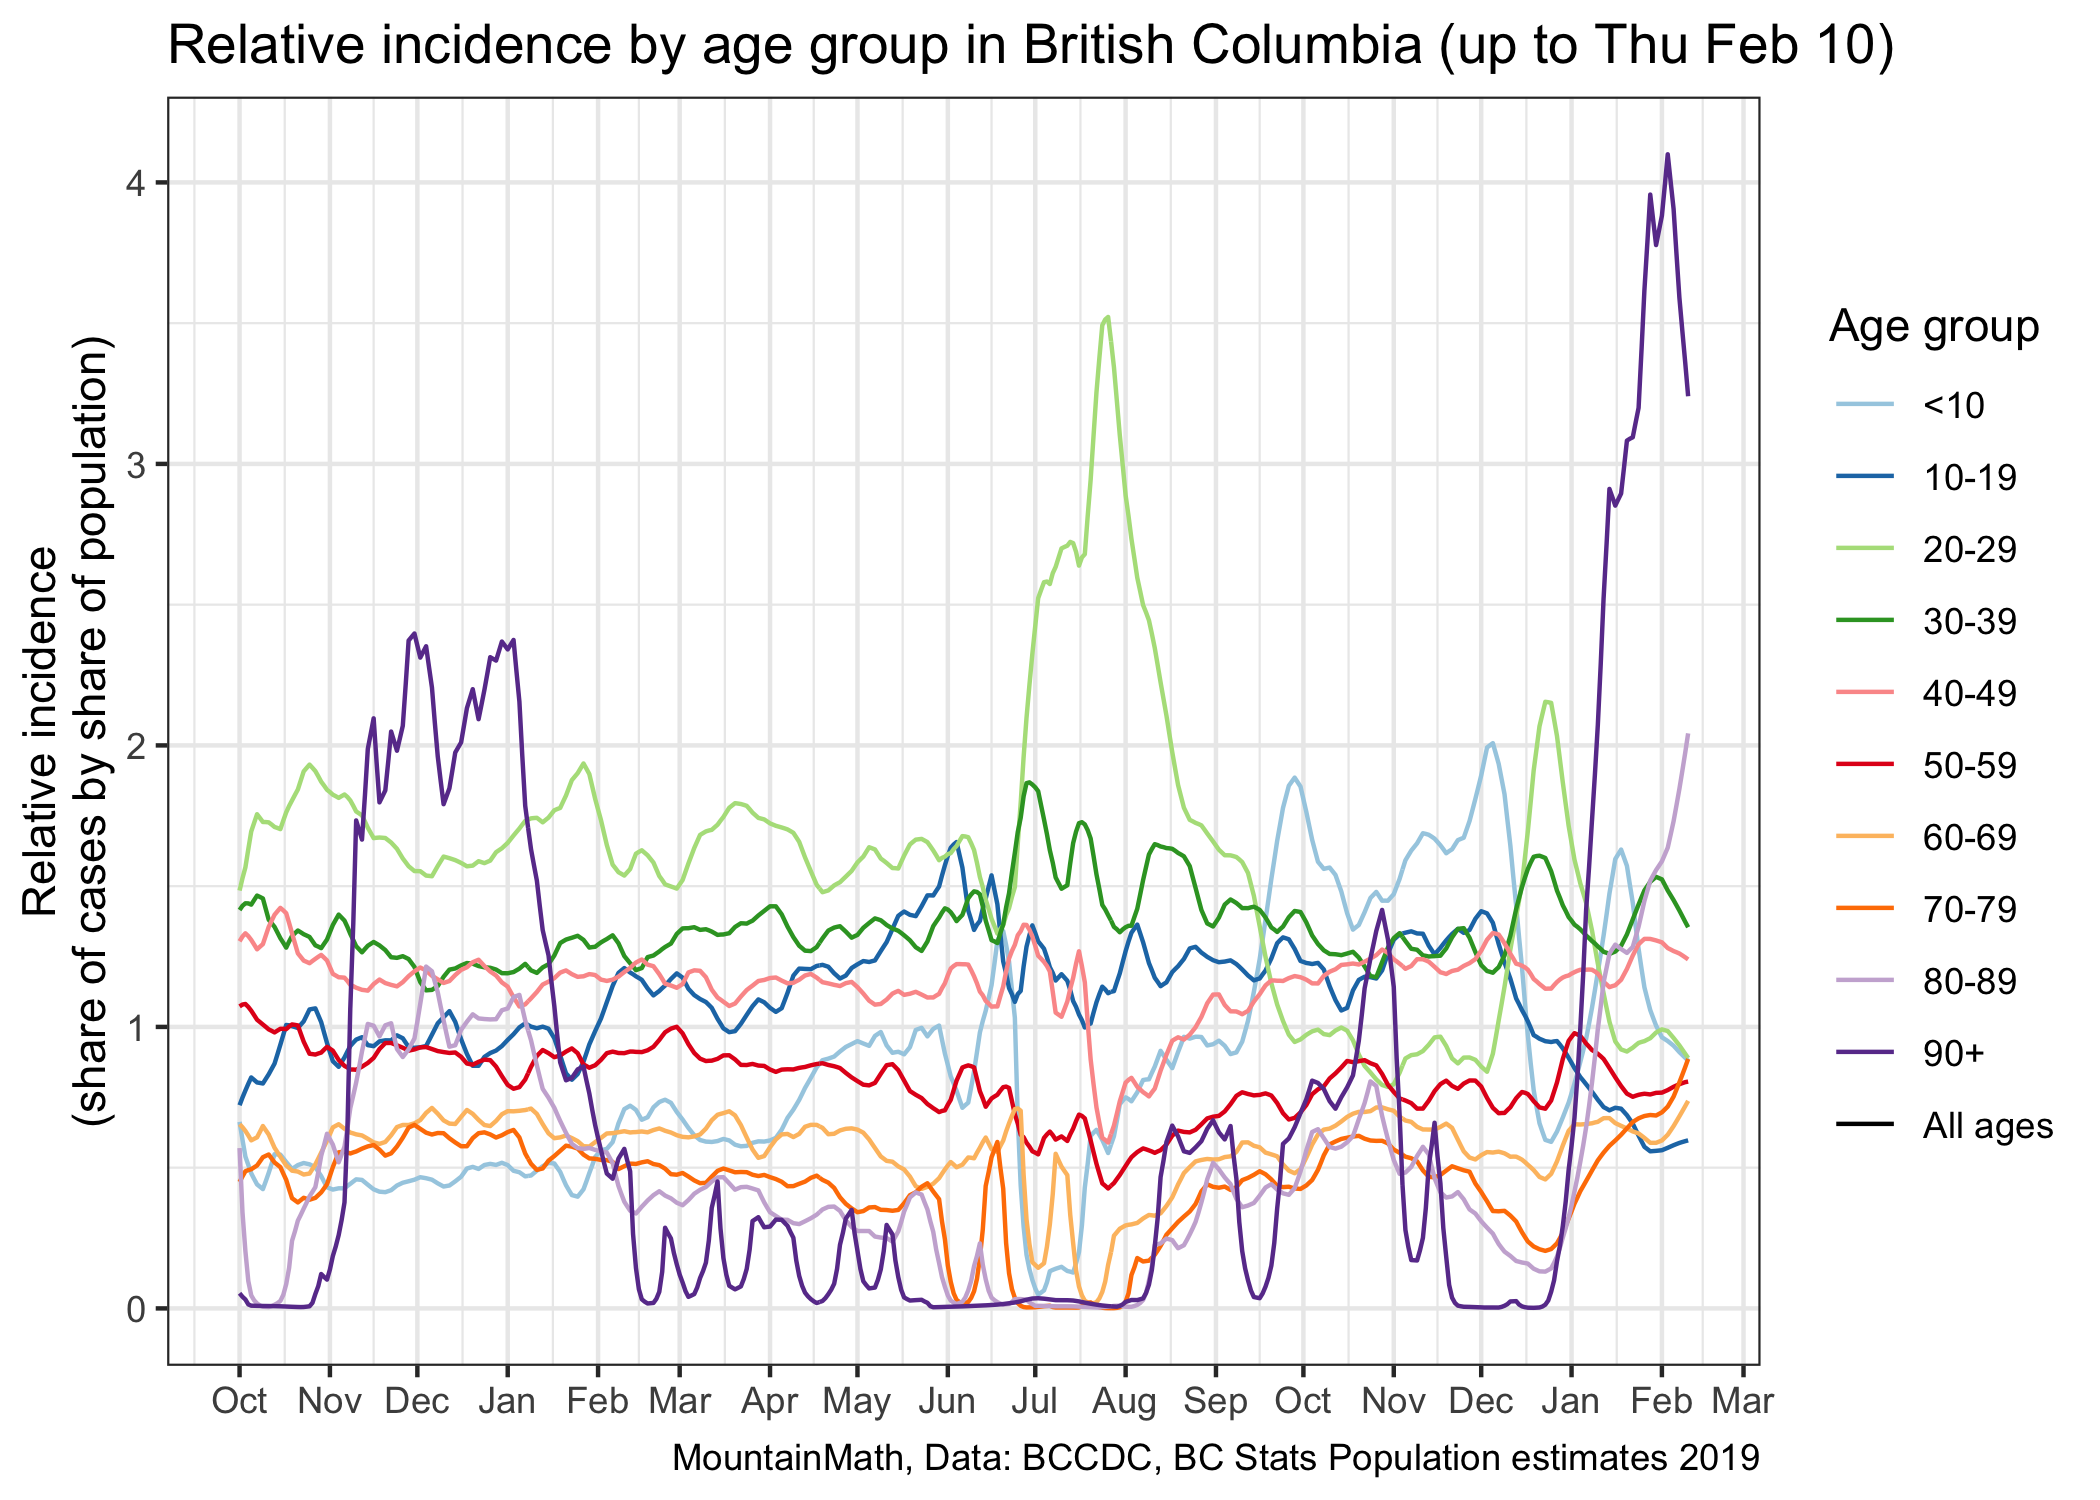 Relative incidence by age group in British Columbia (up to Thu Feb 10)
Relative incidence
(share of cases by share of population)
4
3
2
1
0
Oct Nov Dec Jan Feb Mar Apr May Jun Jul Aug Sep Oct Nov Dec Jan Feb Mar
Age group
<10
10-19
20-29
30-39
40-49
50-59
60-69
70-79
80-89
90+
All ages
MountainMath, Data: BCCDC, BC Stats Population estimates 2019